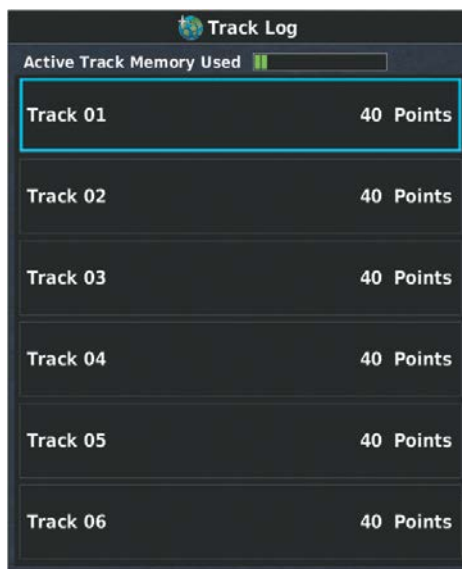 Track Log
Active Track Memory Used
Track 01 40 Points
Track 02 40 Points
Track 03 40 Points
Track 04 40 Points
Track 05 40 Points
Track 06 40 Points